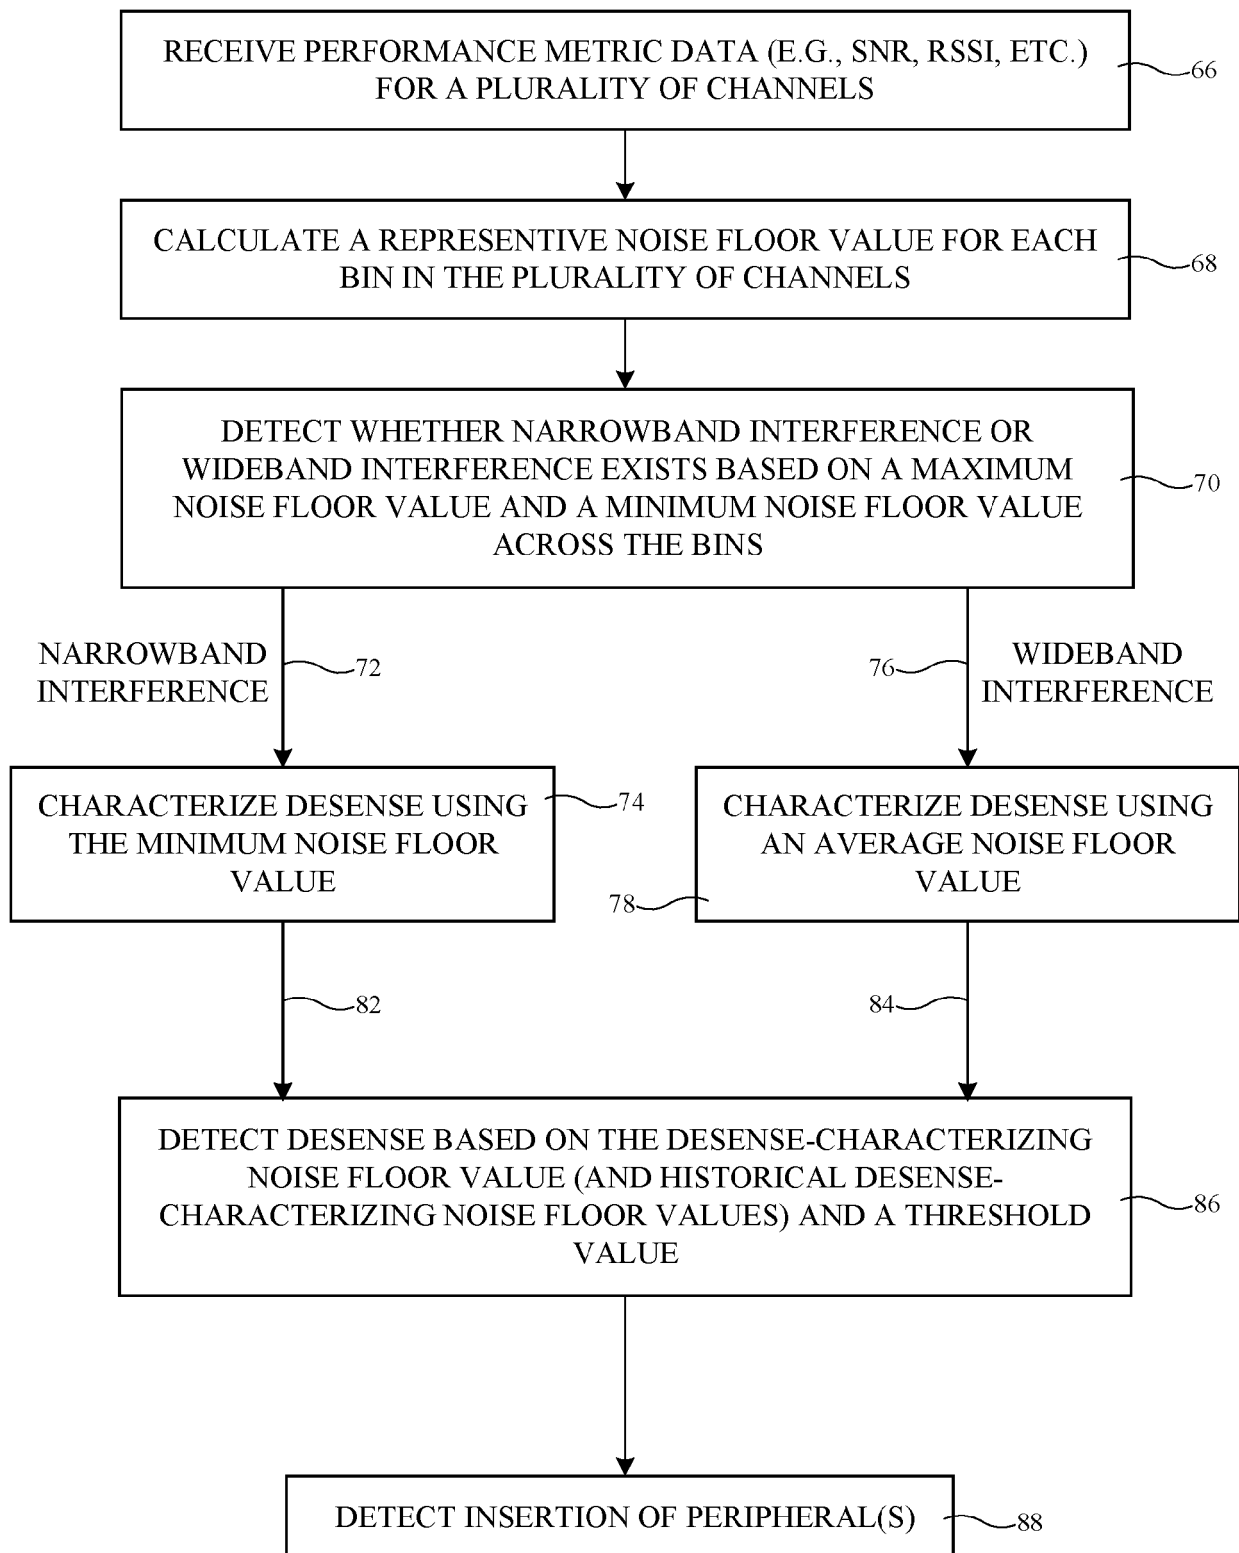 RECEIVE PERFORMANCE METRIC DATA (E.G., SNR, RSSI, ETC.)
FOR A PLURALITY OF CHANNELS
66
CALCULATE A REPRESENTIVE NOISE FLOOR VALUE FOR EACH
BIN IN THE PLURALITY OF CHANNELS
68
DETECT WHETHER NARROWBAND INTERFERENCE OR
WIDEBAND INTERFERENCE EXISTS BASED ON A MAXIMUM
NOISE FLOOR VALUE AND A MINIMUM NOISE FLOOR VALUE
ACROSS THE BINS
70
NARROWBAND
INTERFERENCE
72
76
WIDEBAND
INTERFERENCE
CHARACTERIZE DESENSE USING
THE MINIMUM NOISE FLOOR
VALUE
74
CHARACTERIZE DESENSE USING
AN AVERAGE NOISE FLOOR
VALUE
78
82
84
DETECT DESENSE BASED ON THE DESENSE-CHARACTERIZING
NOISE FLOOR VALUE (AND HISTORICAL DESENSE-
CHARACTERIZING NOISE FLOOR VALUES) AND A THRESHOLD
VALUE
86
DETECT INSERTION OF PERIPHERAL(S)
88